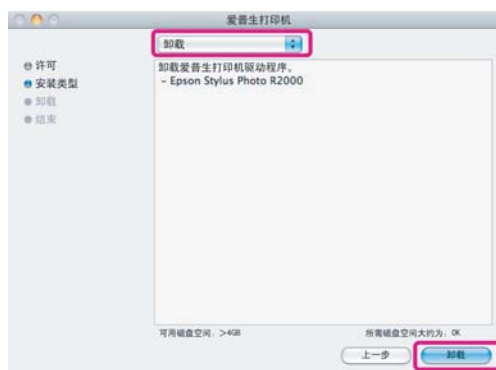 爱普生打印机
卸载
许可
安装类型
卸载
结束
卸载爱普生打印机驱动程序。
- Epson Stylus Photo R2000
可用磁盘空间: >4GB
所需磁盘空间大约为: 0K
上一步
卸载